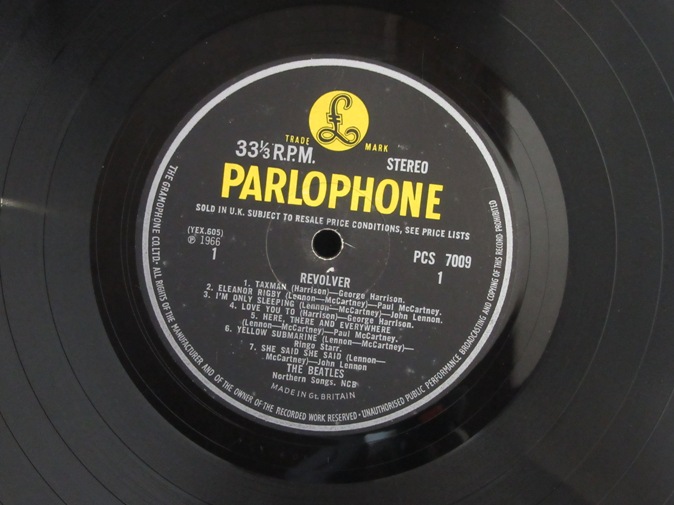 £
TRADE MARK
33⅓ R.P.M. STEREO
PARLOPHONE
SOLD IN U.K. SUBJECT TO RESALE PRICE CONDITIONS, SEE PRICE LISTS
(YEX.605)
℗ 1966
1
PCS 7009
1
REVOLVER
1. TAXMAN (Harrison)—George Harrison.
2. ELEANOR RIGBY (Lennon—McCartney)—Paul McCartney.
3. I'M ONLY SLEEPING (Lennon—McCartney)—John Lennon.
4. LOVE YOU TO (Harrison)—George Harrison.
5. HERE, THERE AND EVERYWHERE
(Lennon—McCartney)—Paul McCartney.
6. YELLOW SUBMARINE (Lennon—McCartney)—
Ringo Starr.
7. SHE SAID SHE SAID (Lennon—
McCartney)—John Lennon
THE BEATLES
Northern Songs. NCB
MADE IN Gt. BRITAIN
THE GRAMOPHONE CO. LTD. · ALL RIGHTS OF THE MANUFACTURER AND OF THE OWNER OF THE RECORDED WORK RESERVED · UNAUTHORISED PUBLIC PERFORMANCE BROADCASTING AND COPYING OF THIS RECORD PROHIBITED